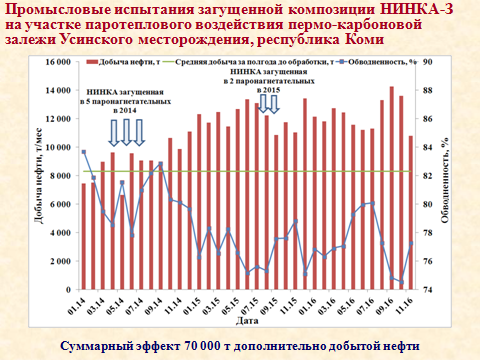 Промысловые испытания загущенной композиции НИНКА-З
на участке паротеплового воздействия пермо-карбоновой
залежи Усинского месторождения, республика Коми
Добыча нефти, т
Средняя добыча за полгода до обработки, т
Обводненность, %
16 000
14 000
12 000
10 000
8 000
6 000
4 000
2 000
0
Добыча нефти, т/мес
НИНКА загущенная
в 5 паронагнетательных
в 2014
НИНКА загущенная
в 2 паронагнетательных
в 2015
90
88
86
84
82
80
78
76
74
Обводненность, %
01.14
03.14
05.14
07.14
09.14
11.14
01.15
03.15
05.15
07.15
09.15
11.15
01.16
03.16
05.16
07.16
09.16
11.16
Дата
Суммарный эффект 70 000 т дополнительно добытой нефти